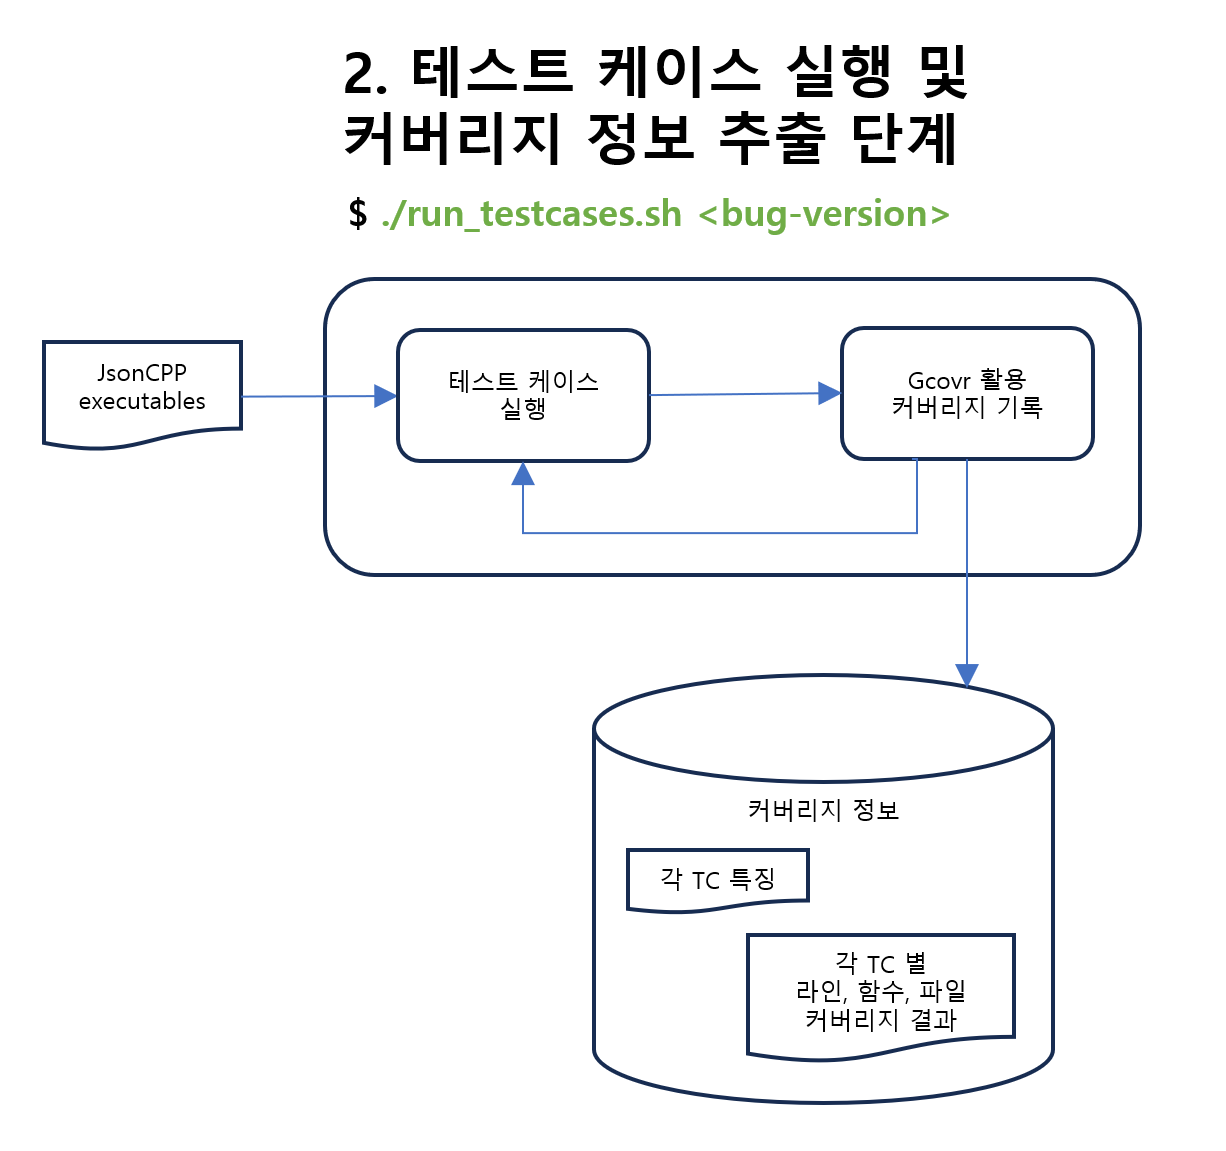 2. 테스트 케이스 실행 및
커버리지 정보 추출 단계
$ ./run_testcases.sh <bug-version>
JsonCPP
executables
테스트 케이스
실행
Gcovr 활용
커버리지 기록
커버리지 정보
각 TC 특징
각 TC 별
라인, 함수, 파일
커버리지 결과